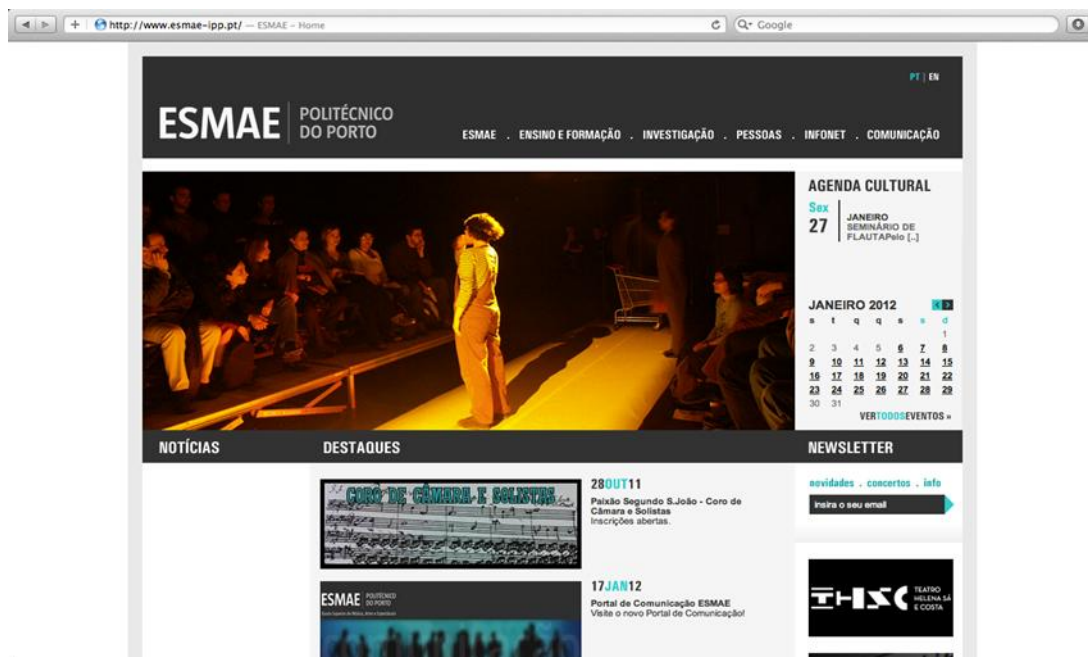 http://www.esmae-ipp.pt/ — ESMAE - Home
Google
PT | EN
ESMAE POLITÉCNICO
DO PORTO
ESMAE . ENSINO E FORMAÇÃO . INVESTIGAÇÃO . PESSOAS . INFONET . COMUNICAÇÃO
AGENDA CULTURAL
Sex
27
JANEIRO
SEMINÁRIO DE
FLAUTAPelo [..]
JANEIRO 2012
s t q q s s d
1
2 3 4 5 6 7 8
9 10 11 12 13 14 15
16 17 18 19 20 21 22
23 24 25 26 27 28 29
30 31
VERTODOSEVENTOS »
NOTÍCIAS
DESTAQUES
NEWSLETTER
CORO DE CÂMARA E SOLISTAS
28OUT11
Paixão Segundo S.João - Coro de
Câmara e Solistas
Inscrições abertas.
novidades . concertos . info
insira o seu email
ESMAE POLITÉCNICO
DO PORTO
17JAN12
Portal de Comunicação ESMAE
Visite o novo Portal de Comunicação!
THSC TEATRO
HELENA SÁ
E COSTA